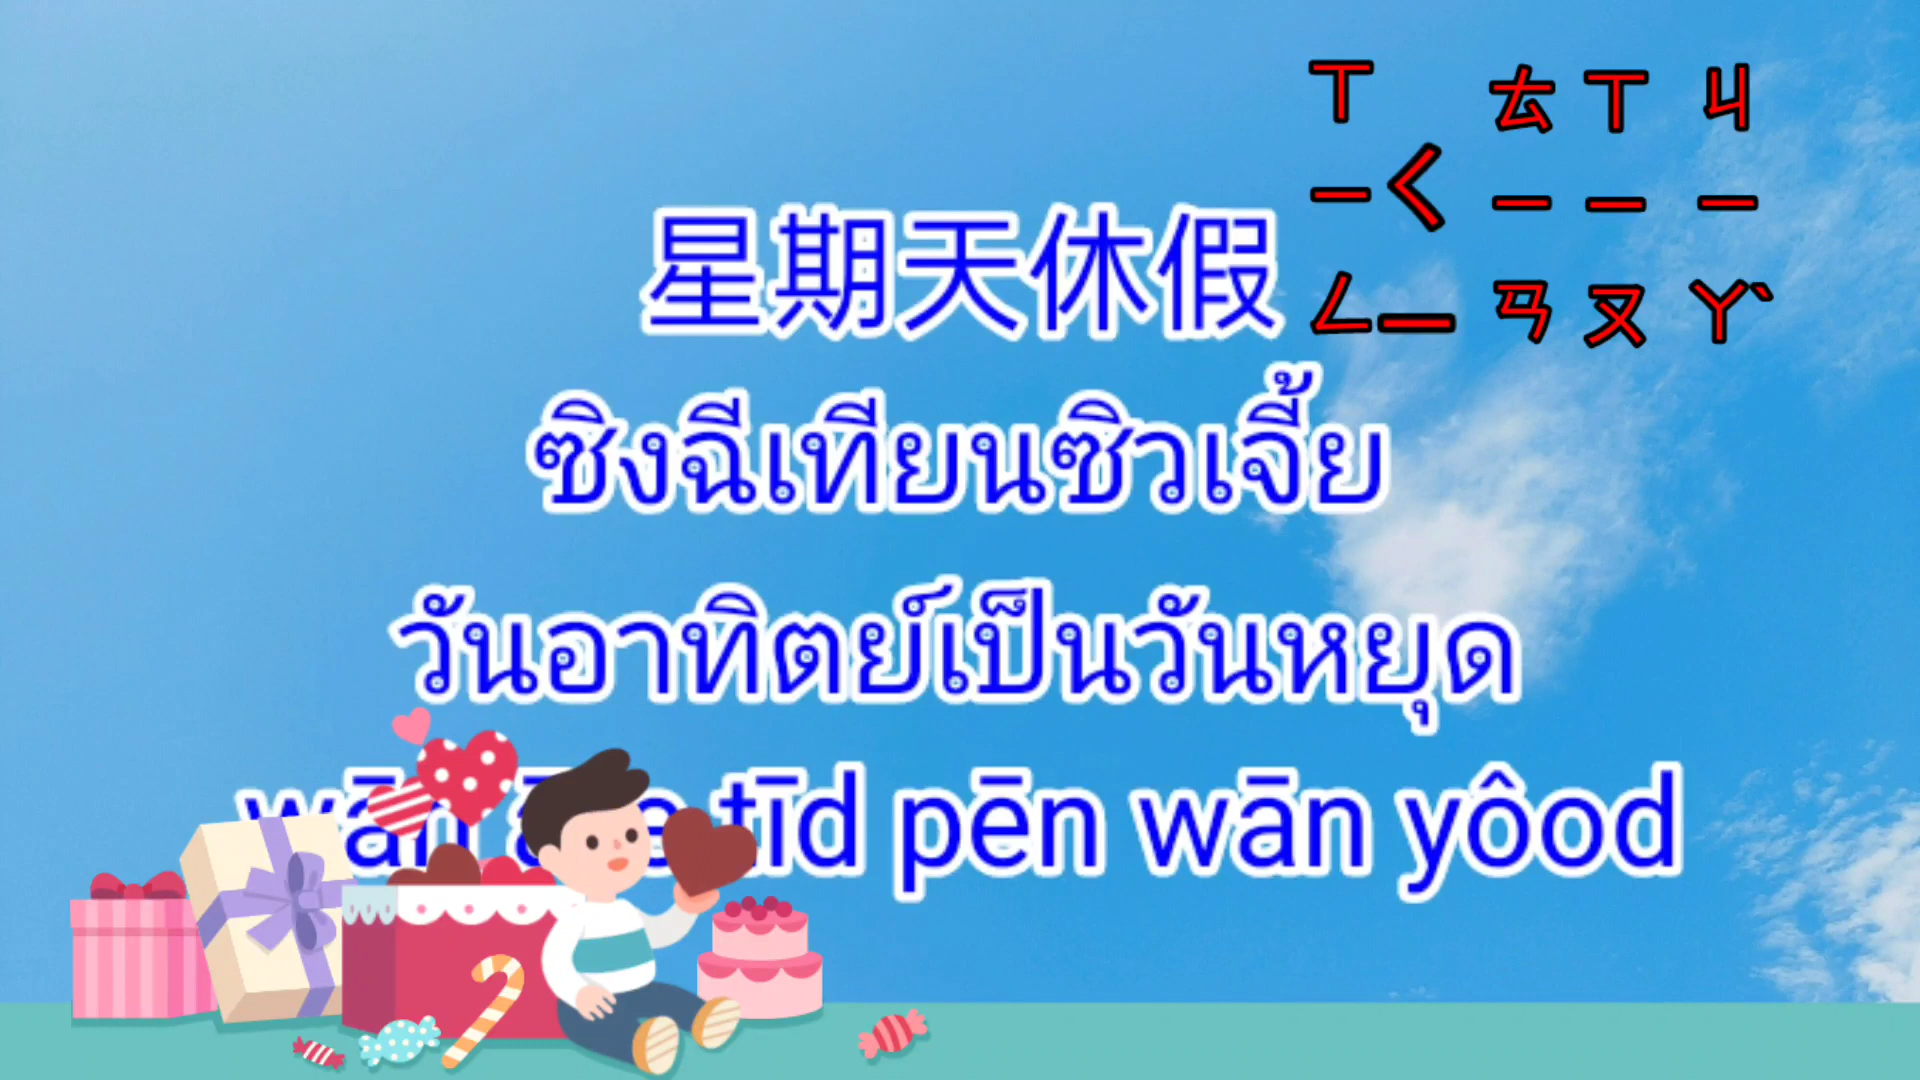 星期天休假
ㄒㄧㄥ ㄑㄧ ㄊㄧㄢ ㄒㄧㄡ ㄐㄧㄚˋ
ซิงฉีเทียนซิวเจี้ย
วันอาทิตย์เป็นวันหยุด
wān tīd pēn wān yôod